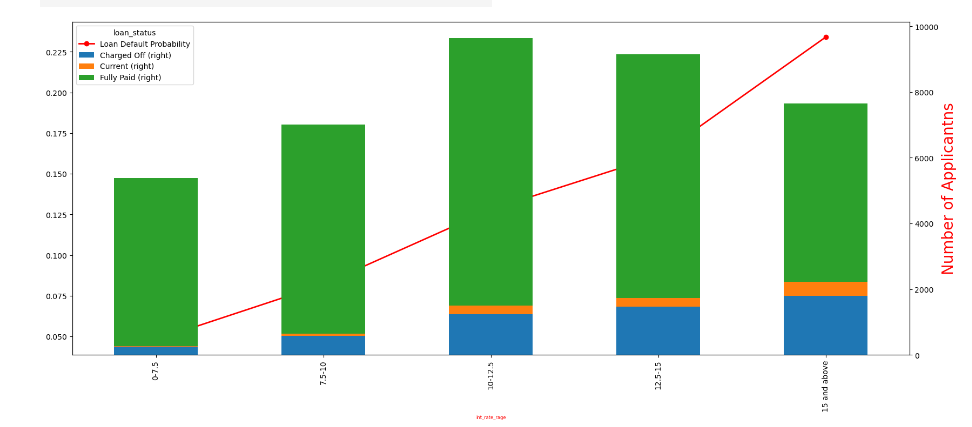 loan_status
Loan Default Probability
Charged Off (right)
Current (right)
Fully Paid (right)
0.225
0.200
0.175
0.150
0.125
0.100
0.075
0.050
10000
8000
6000
4000
2000
0
Number of Applicantns
0-7.5
7.5-10
10-12.5
12.5-15
15 and above
int_rate_rage